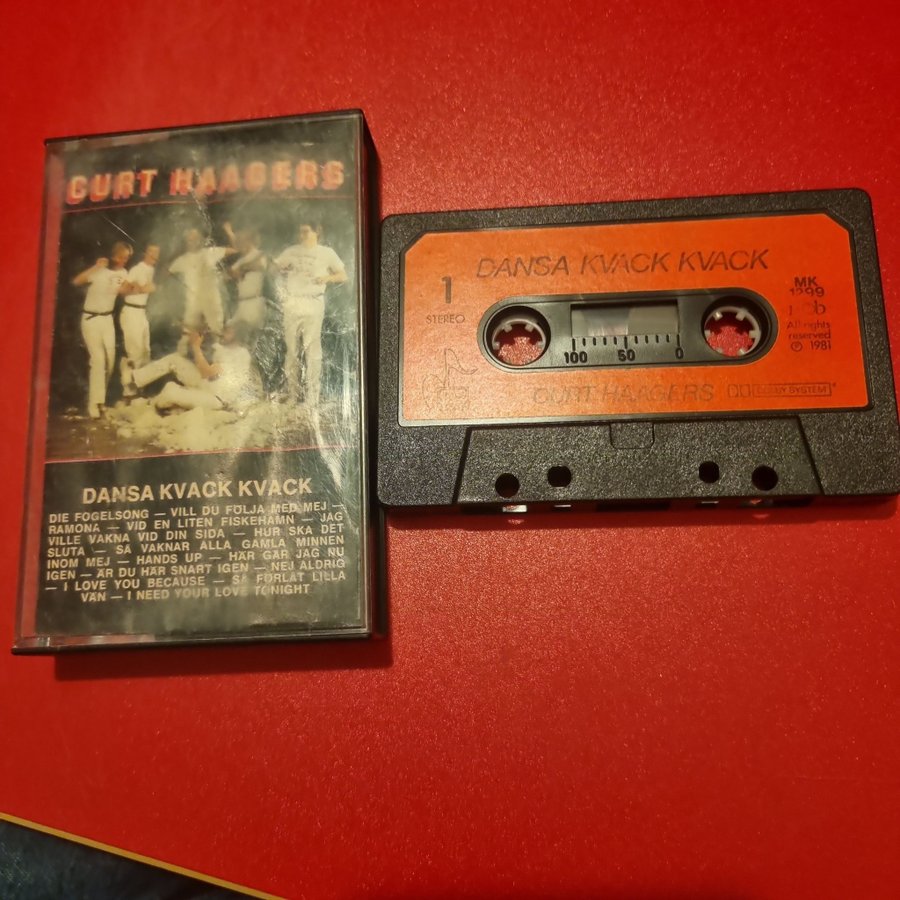 CURT HAAGERS
DANSA KVACK KVACK
DIE FOGELSONG — VILL DU FÖLJA MED MEJ —
RAMONA — VID EN LITEN FISKEHAMN — JAG
VILLE VAKNA VID DIN SIDA — HUR SKA DET
SLUTA — SÅ VAKNAR ALLA GAMLA MINNEN
INOM MEJ — HANDS UP — HÄR GÅR JAG NU
IGEN — ÄR DU HÄR SNART IGEN — NEJ ALDRIG
— I LOVE YOU BECAUSE — SÅ FÖRLÅT LILLA
VÄN — I NEED YOUR LOVE TONIGHT
DANSA KVACK KVACK
1
STEREO
MK
1299
ncb
All rights
reserved
℗ 1981
100 50 0
CURT HAAGERS
DOLBY SYSTEM